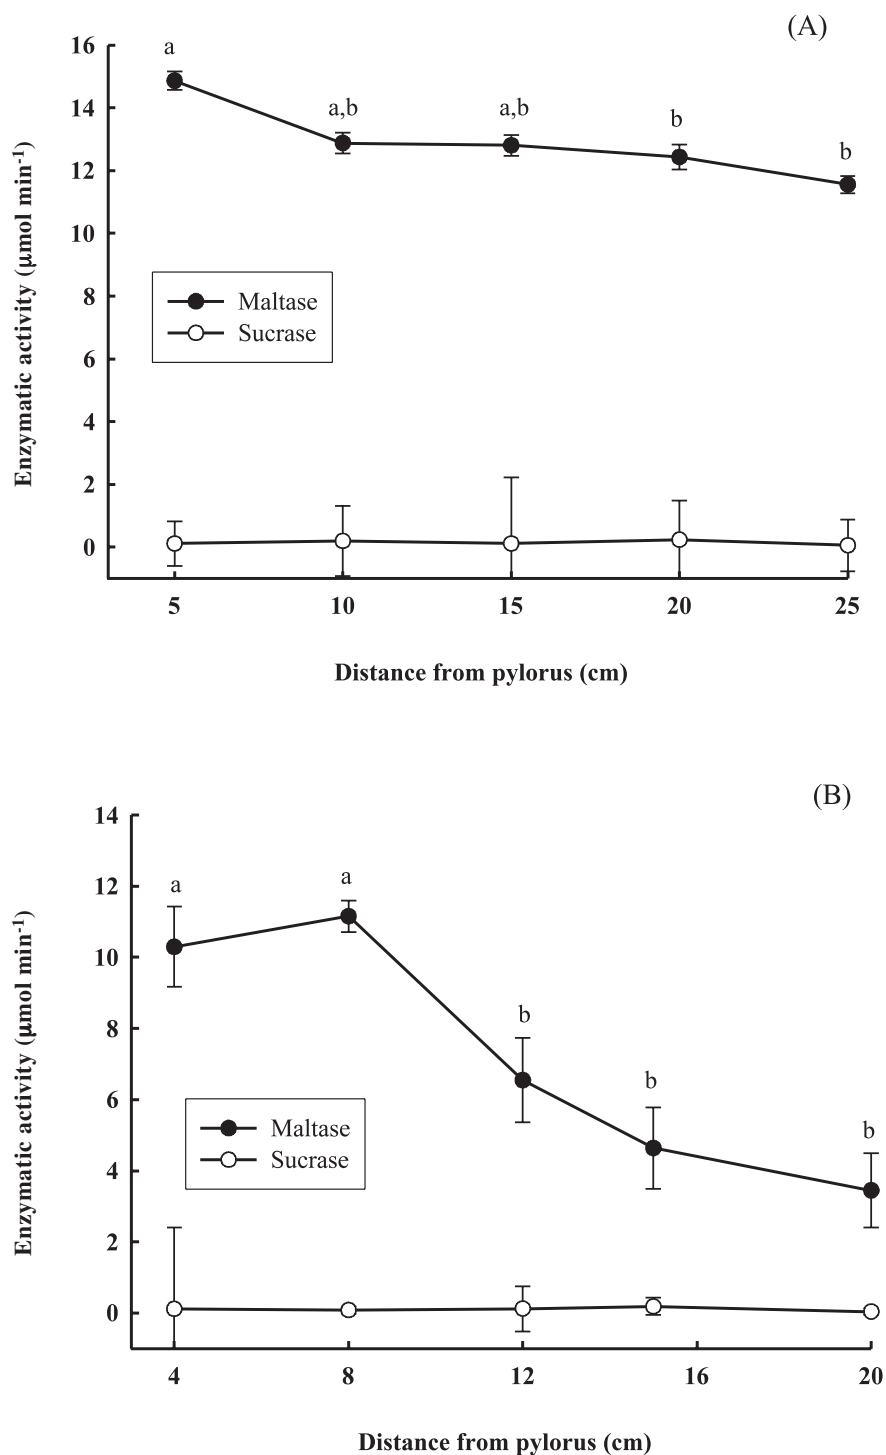 (A)
Enzymatic activity (μmol min-1)
16
14
12
10
8
6
4
2
0
a
a,b
a,b
b
b
Maltase
Sucrase
5 10 15 20 25
Distance from pylorus (cm)
(B)
Enzymatic activity (μmol min-1)
14
12
10
8
6
4
2
0
a
a
b
b
b
Maltase
Sucrase
4 8 12 16 20
Distance from pylorus (cm)